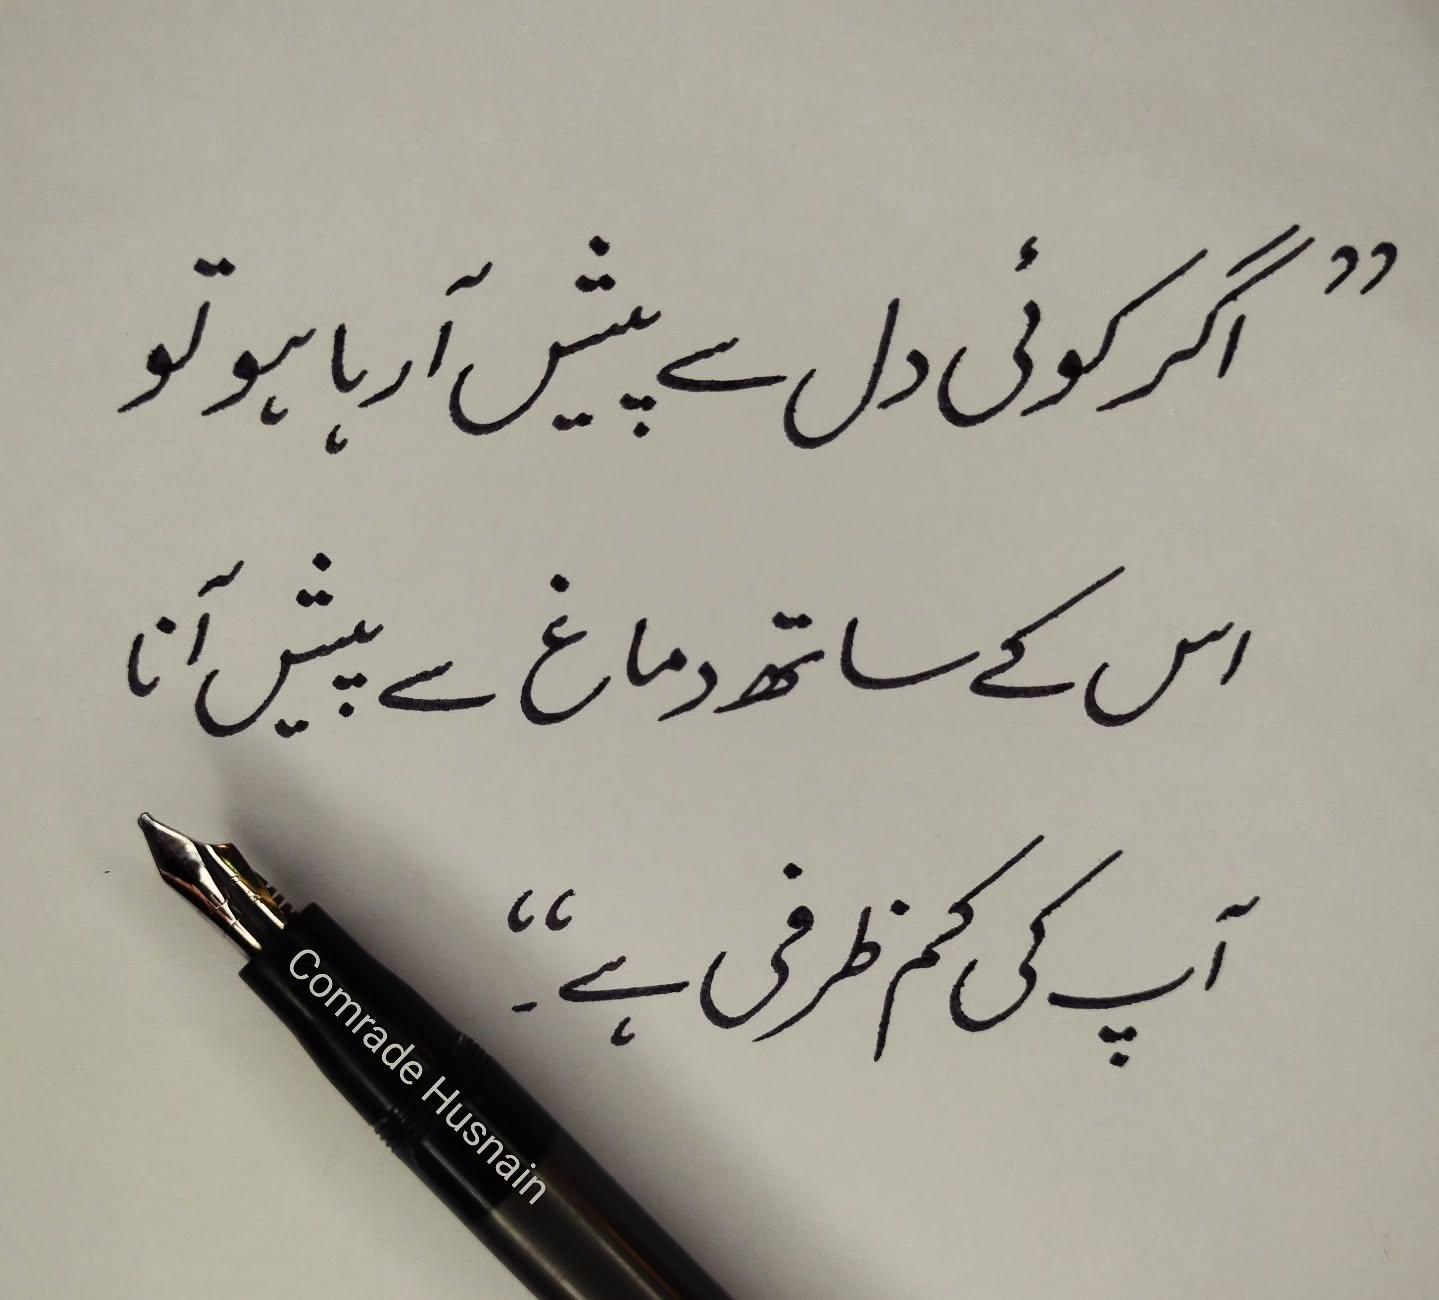 ”اگر کوئی دل سے پیش آرہا ہو تو
اس کے ساتھ دماغ سے پیش آنا
آپ کی کم ظرفی ہے۔“
Comrade Husnain